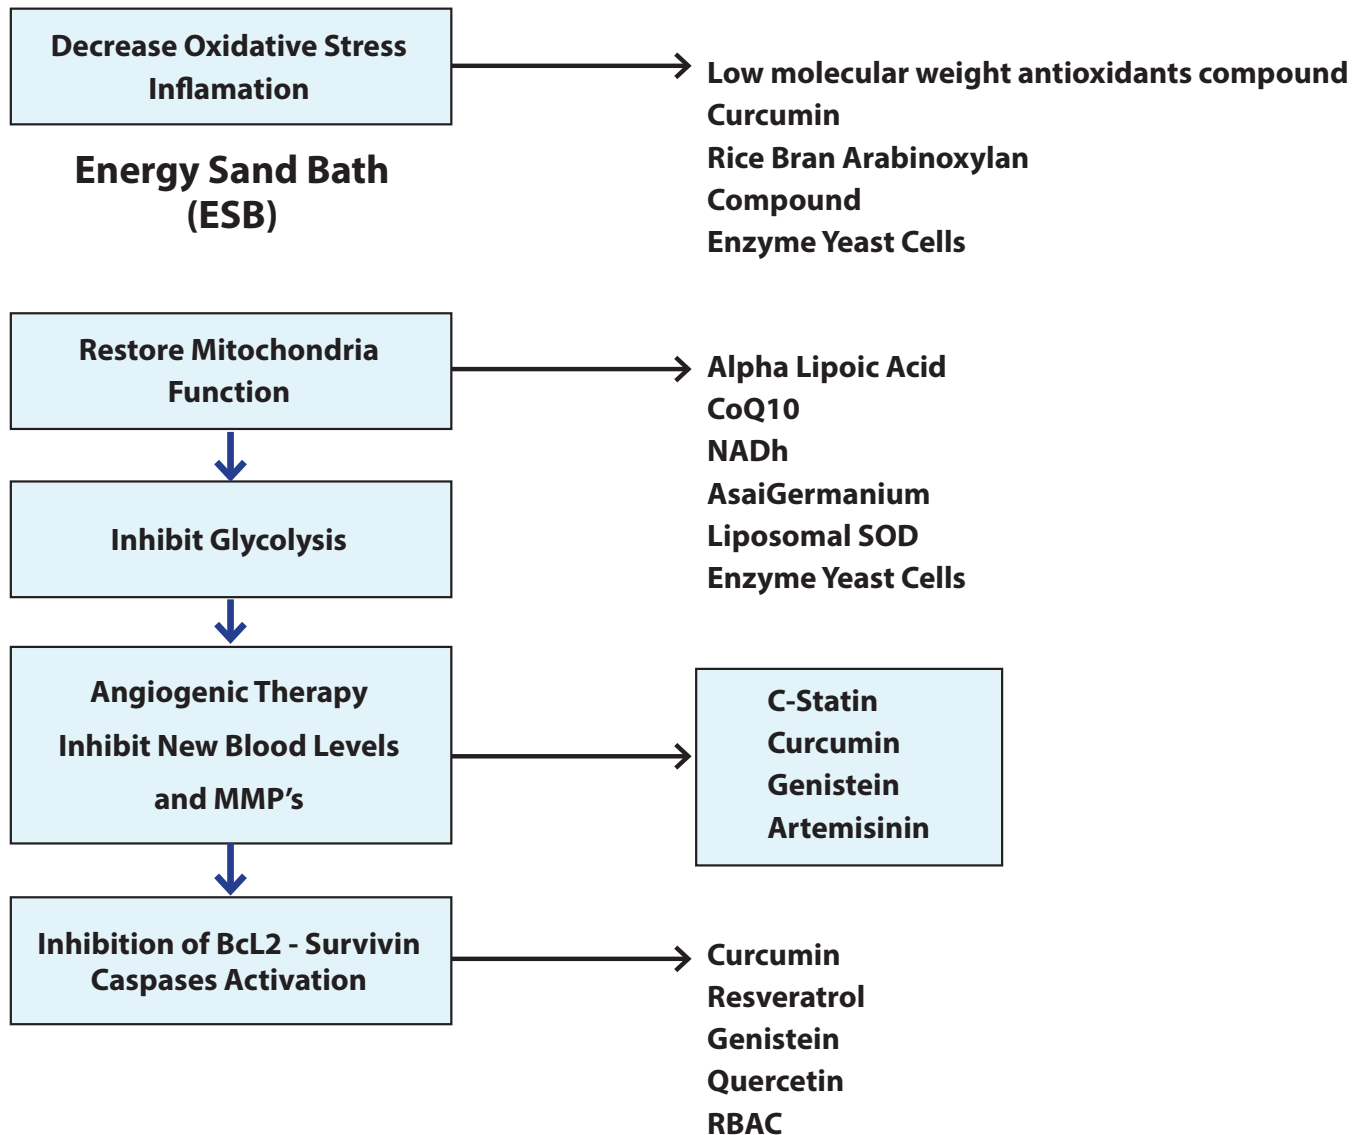 Decrease Oxidative Stress
Inflamation
Low molecular weight antioxidants compound
Curcumin
Rice Bran Arabinoxylan
Compound
Enzyme Yeast Cells
Energy Sand Bath
(ESB)
Restore Mitochondria
Function
Alpha Lipoic Acid
CoQ10
NADh
AsaiGermanium
Liposomal SOD
Enzyme Yeast Cells
Inhibit Glycolysis
Angiogenic Therapy
Inhibit New Blood Levels
and MMP's
C-Statin
Curcumin
Genistein
Artemisinin
Inhibition of BcL2 - Survivin
Caspases Activation
Curcumin
Resveratrol
Genistein
Quercetin
RBAC